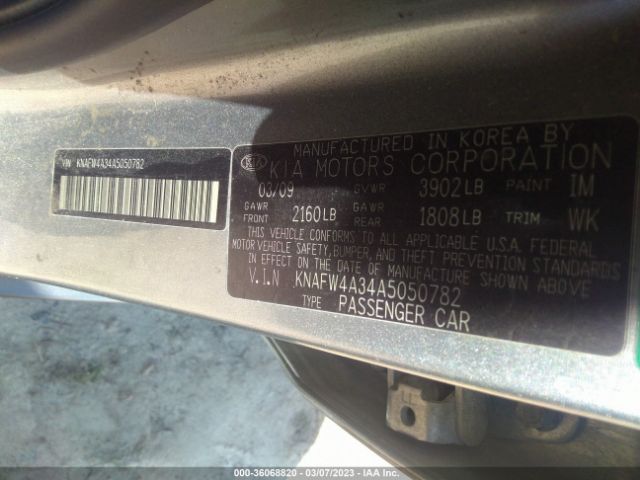 VIN KNAFW4A34A5050782
MANUFACTURED IN KOREA BY
KIA KIA MOTORS CORPORATION
03/09 GVWR 3902LB PAINT IM
GAWR FRONT 2160LB GAWR REAR 1808LB TRIM WK
THIS VEHICLE CONFORMS TO ALL APPLICABLE U.S.A. FEDERAL
MOTOR VEHICLE SAFETY, BUMPER, AND THEFT PREVENTION STANDARDS
IN EFFECT ON THE DATE OF MANUFACTURE SHOWN ABOVE
V.I.N KNAFW4A34A5050782
TYPE PASSENGER CAR
000-36068820 | 03/07/2023 | IAA Inc.